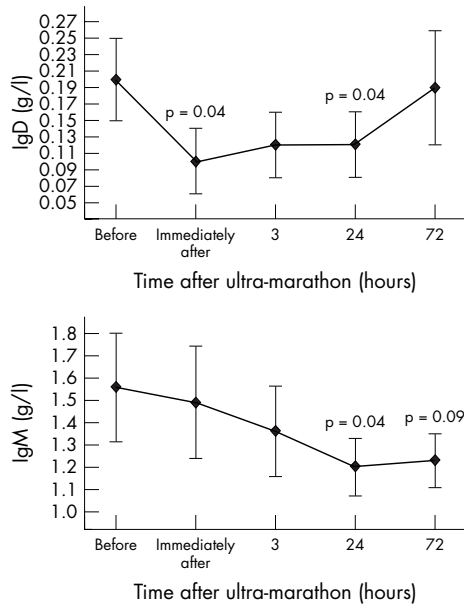 0.27
0.25
0.23
0.21
0.19
0.17
0.15
0.13
0.11
0.09
0.07
0.05
IgD (g/l)
p = 0.04
p = 0.04
Before
Immediately
after
3
24
72
Time after ultra-marathon (hours)
1.8
1.7
1.6
1.5
1.4
1.3
1.2
1.1
1.0
IgM (g/l)
p = 0.04
p = 0.09
Before
Immediately
after
3
24
72
Time after ultra-marathon (hours)